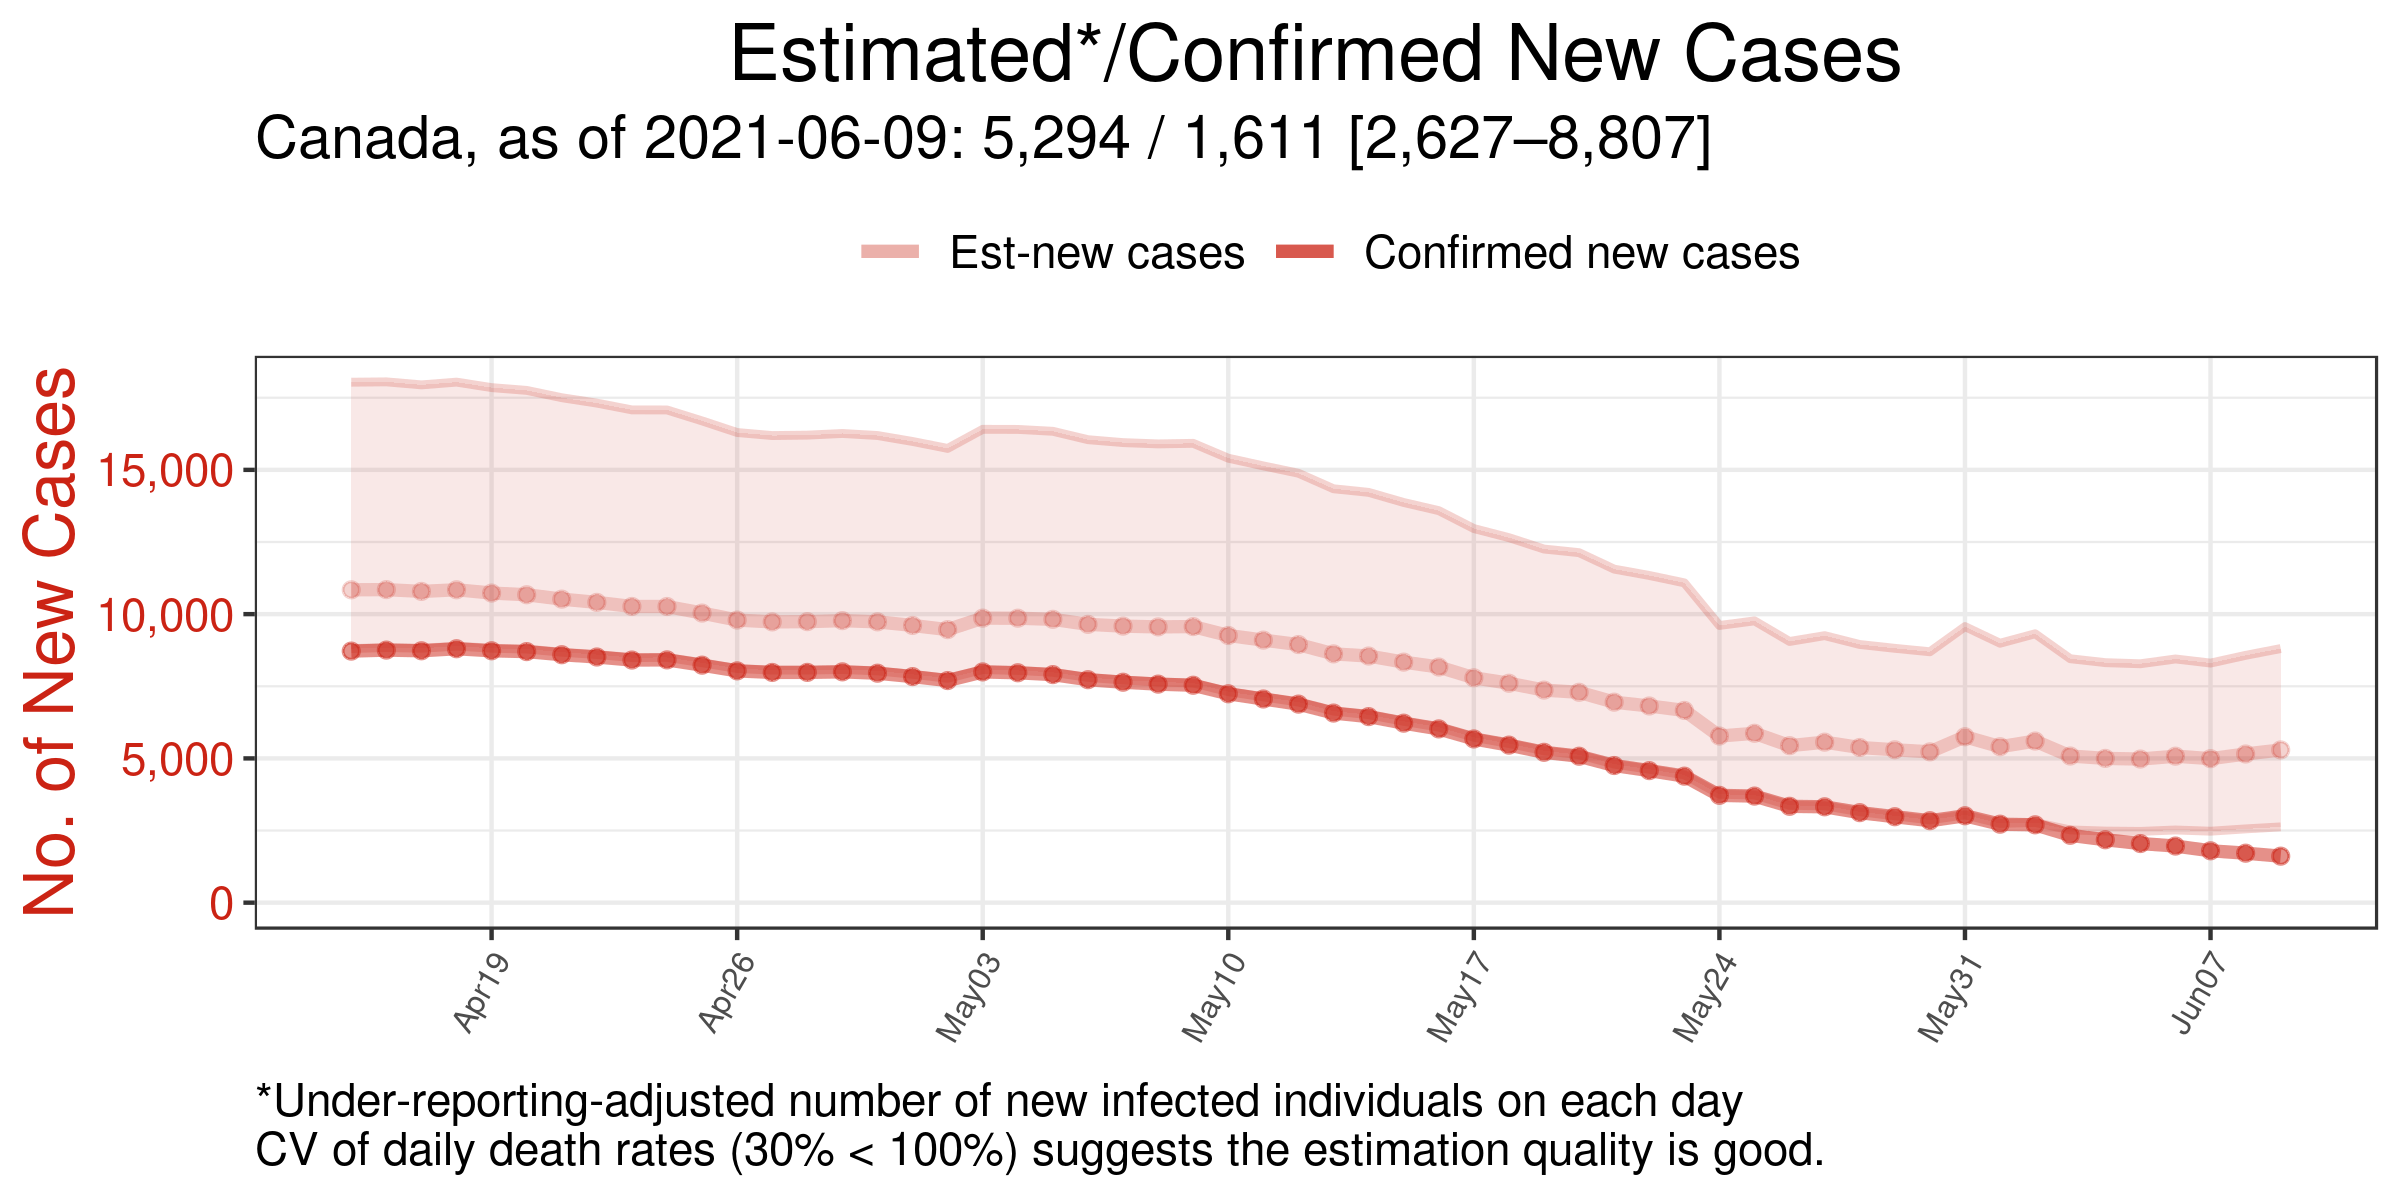 Estimated*/Confirmed New Cases
Canada, as of 2021-06-09: 5,294 / 1,611 [2,627–8,807]
Est-new cases
Confirmed new cases
No. of New Cases
15,000
10,000
5,000
0
Apr19
Apr26
May03
May10
May17
May24
May31
Jun07
*Under-reporting-adjusted number of new infected individuals on each day
CV of daily death rates (30% < 100%) suggests the estimation quality is good.